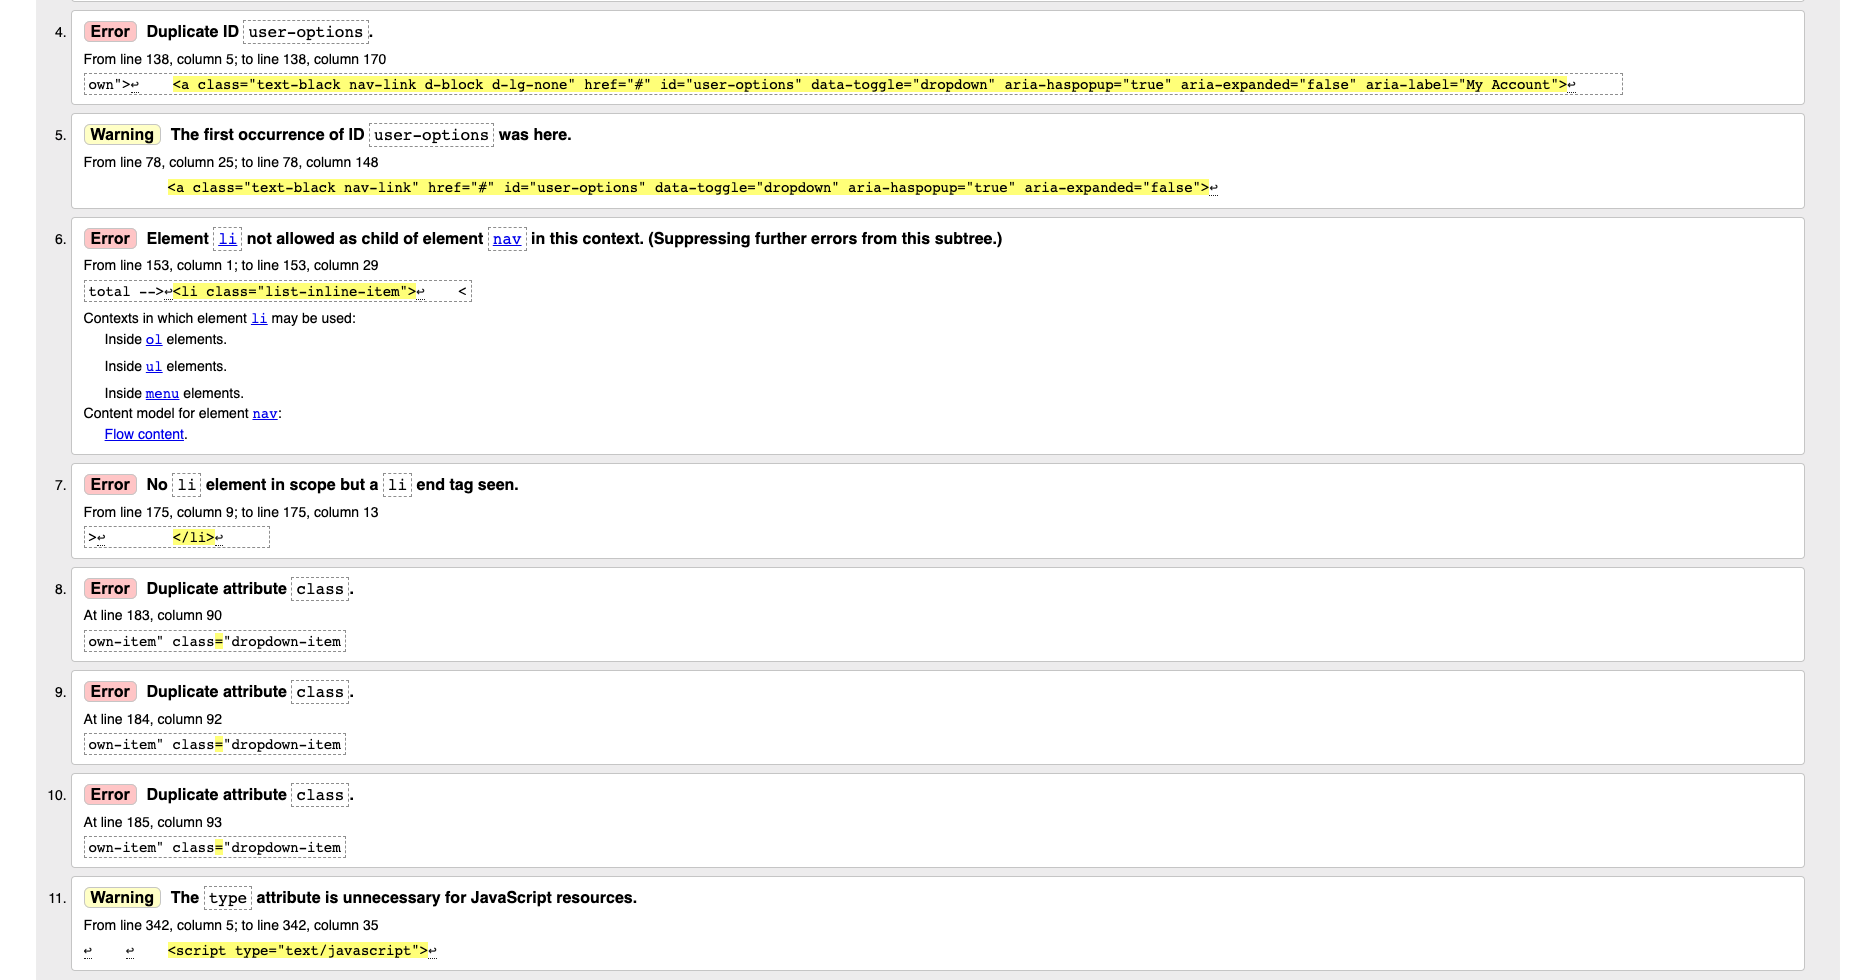 4. Error Duplicate ID user-options.
From line 138, column 5; to line 138, column 170
own">↩    <a class="text-black nav-link d-block d-lg-none" href="#" id="user-options" data-toggle="dropdown" aria-haspopup="true" aria-expanded="false" aria-label="My Account">↩
5. Warning The first occurrence of ID user-options was here.
From line 78, column 25; to line 78, column 148
<a class="text-black nav-link" href="#" id="user-options" data-toggle="dropdown" aria-haspopup="true" aria-expanded="false">↩
6. Error Element li not allowed as child of element nav in this context. (Suppressing further errors from this subtree.)
From line 153, column 1; to line 153, column 29
total -->↩<li class="list-inline-item">↩    <
Contexts in which element li may be used:
Inside ol elements.
Inside ul elements.
Inside menu elements.
Content model for element nav:
Flow content.
7. Error No li element in scope but a li end tag seen.
From line 175, column 9; to line 175, column 13
>↩        </li>↩
8. Error Duplicate attribute class.
At line 183, column 90
own-item" class="dropdown-item
9. Error Duplicate attribute class.
At line 184, column 92
own-item" class="dropdown-item
10. Error Duplicate attribute class.
At line 185, column 93
own-item" class="dropdown-item
11. Warning The type attribute is unnecessary for JavaScript resources.
From line 342, column 5; to line 342, column 35
↩    ↩    <script type="text/javascript">↩